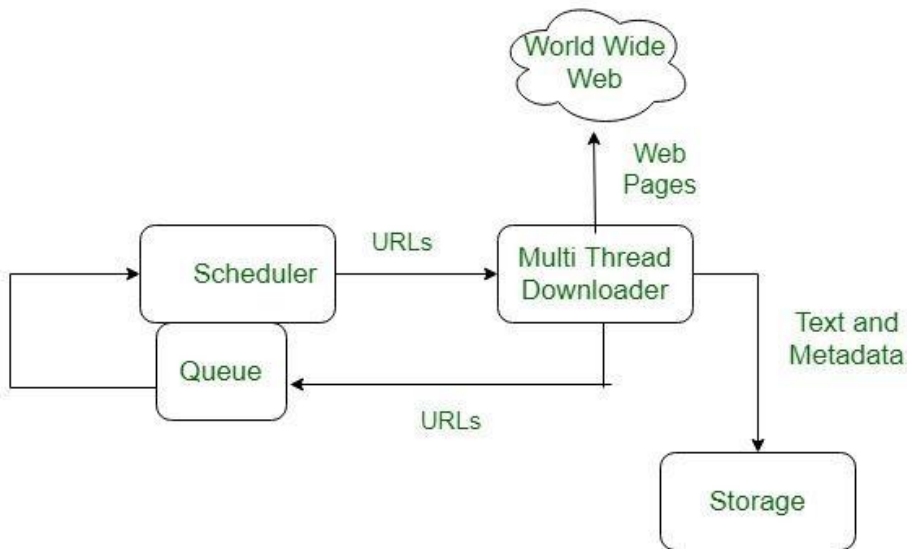 World Wide
Web
Web
Pages
URLs
Scheduler
Multi Thread
Downloader
Text and
Metadata
Queue
URLs
Storage